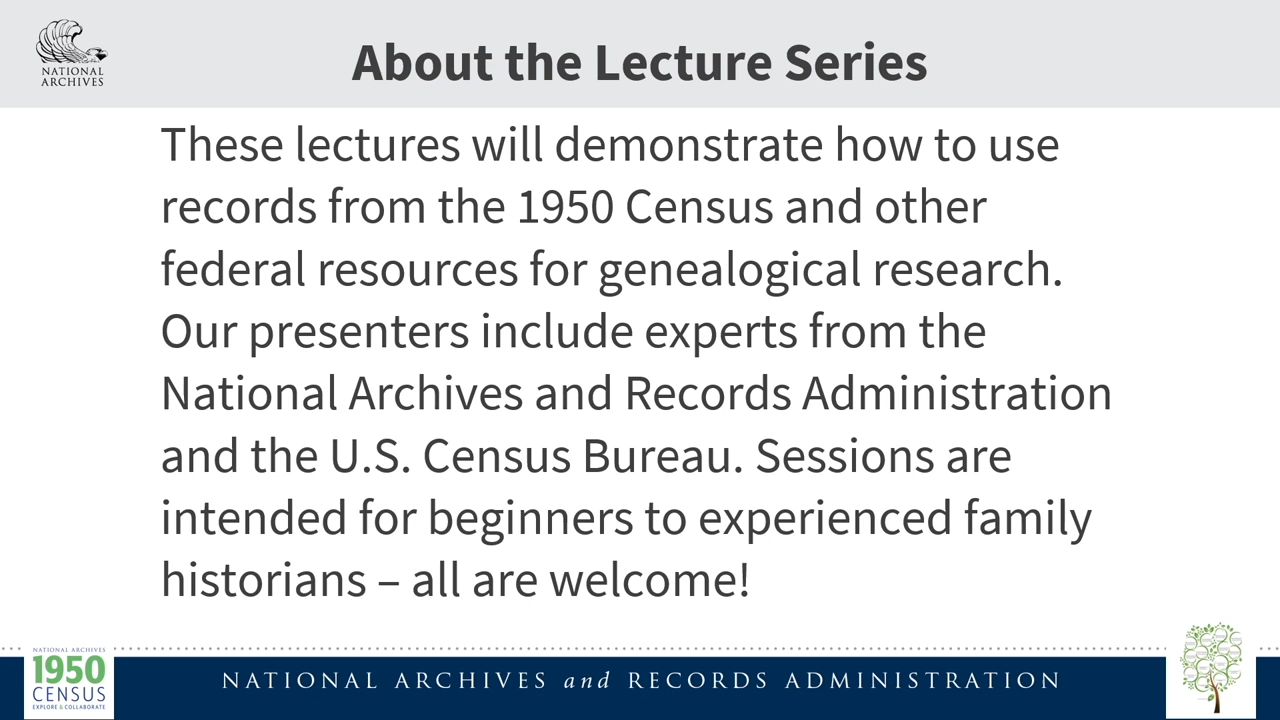 NATIONAL
ARCHIVES
About the Lecture Series
These lectures will demonstrate how to use
records from the 1950 Census and other
federal resources for genealogical research.
Our presenters include experts from the
National Archives and Records Administration
and the U.S. Census Bureau. Sessions are
intended for beginners to experienced family
historians – all are welcome!
NATIONAL ARCHIVES
1950
CENSUS
EXPLORE & COLLABORATE
NATIONAL ARCHIVES and RECORDS ADMINISTRATION